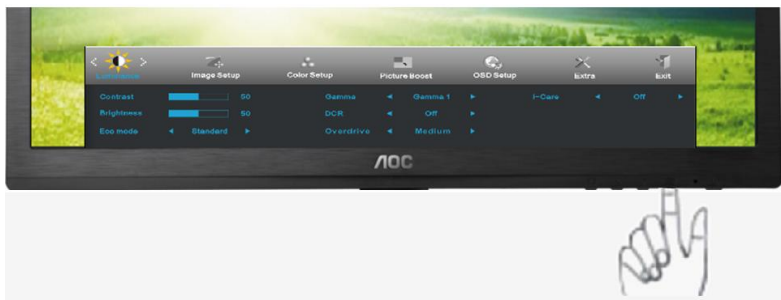 Luminance
Image Setup
Color Setup
Picture Boost
OSD Setup
Extra
Exit
Contrast 50 Gamma Gamma 1 I-Care Off
Brightness 50 DCR Off
Eco mode Standard Overdrive Medium
AOC